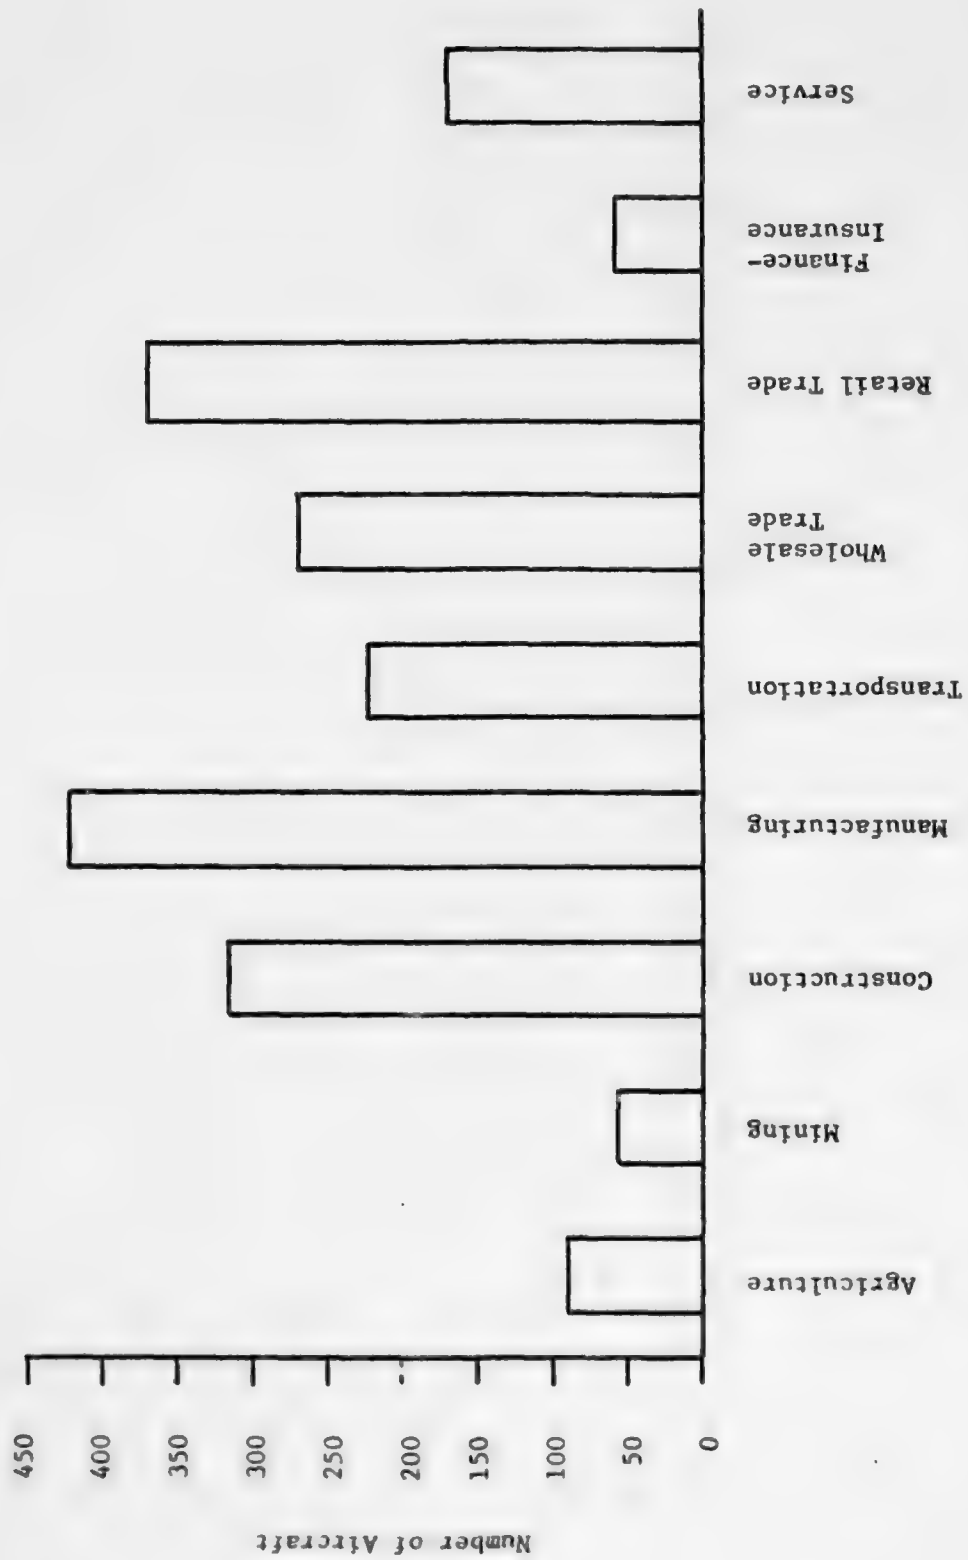 Number of Aircraft
450
400
350
300
250
200
150
100
50
0
Agriculture
Mining
Construction
Manufacturing
Transportation
Wholesale
Trade
Retail Trade
Finance-
Insurance
Service